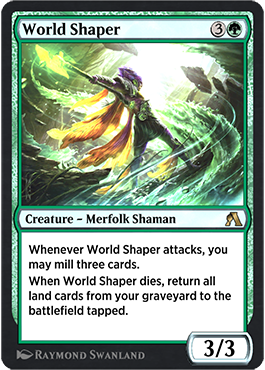 World Shaper 3
Creature – Merfolk Shaman
Whenever World Shaper attacks, you
may mill three cards.
When World Shaper dies, return all
land cards from your graveyard to the
battlefield tapped.
3/3
Raymond Swanland